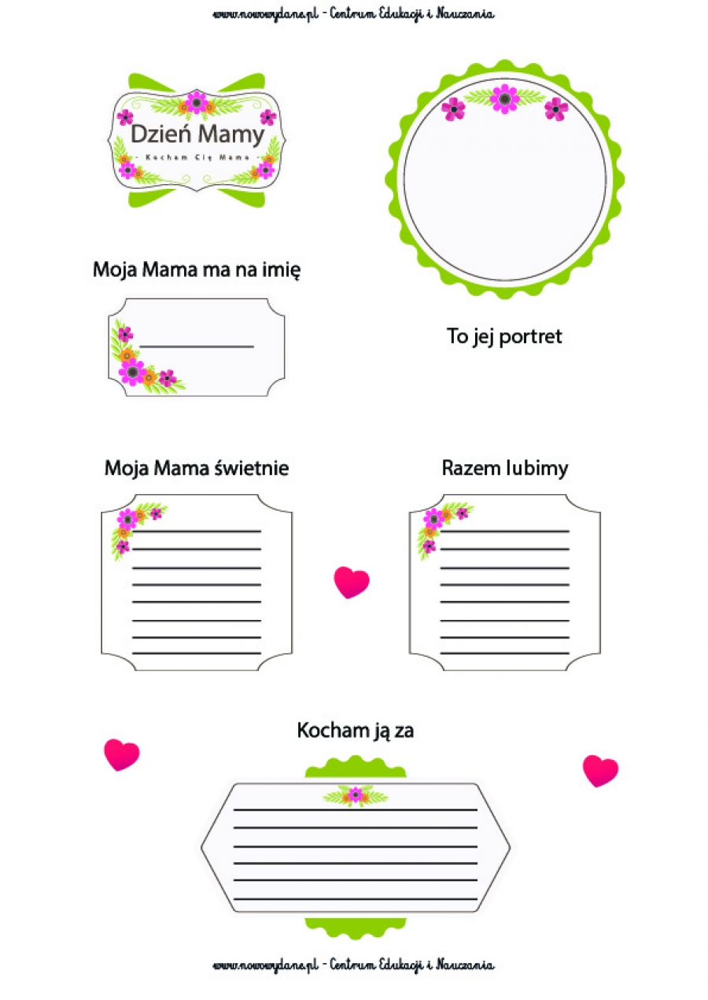 www.nowowydane.pl - Centrum Edukacji i Nauczania
Dzień Mamy
- Kocham Cię Mamo -
Moja Mama ma na imię
To jej portret
Moja Mama świetnie
Razem lubimy
Kocham ją za
www.nowowydane.pl - Centrum Edukacji i Nauczania